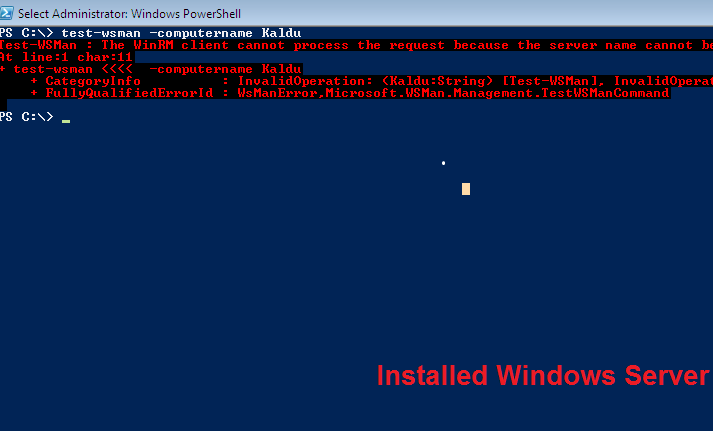 Select Administrator: Windows PowerShell
PS C:\> test-wsman -computername Kaldu
Test-WSMan : The WinRM client cannot process the request because the server name cannot be
At line:1 char:11
+ test-wsman <<<<  -computername Kaldu
    + CategoryInfo          : InvalidOperation: (Kaldu:String) [Test-WSMan], InvalidOperat
    + FullyQualifiedErrorId : WsManError,Microsoft.WSMan.Management.TestWSManCommand
PS C:\> _
Installed Windows Server